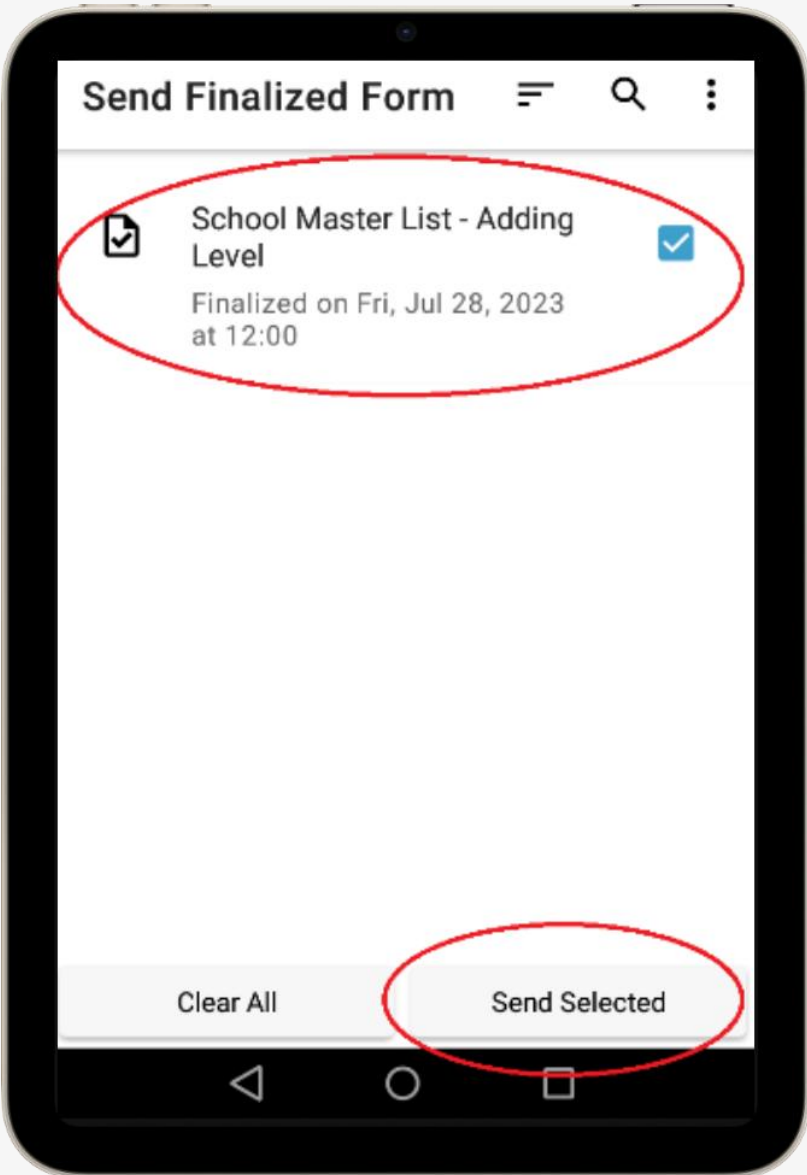 Send Finalized Form
School Master List - Adding
Level
Finalized on Fri, Jul 28, 2023
at 12:00
Clear All
Send Selected